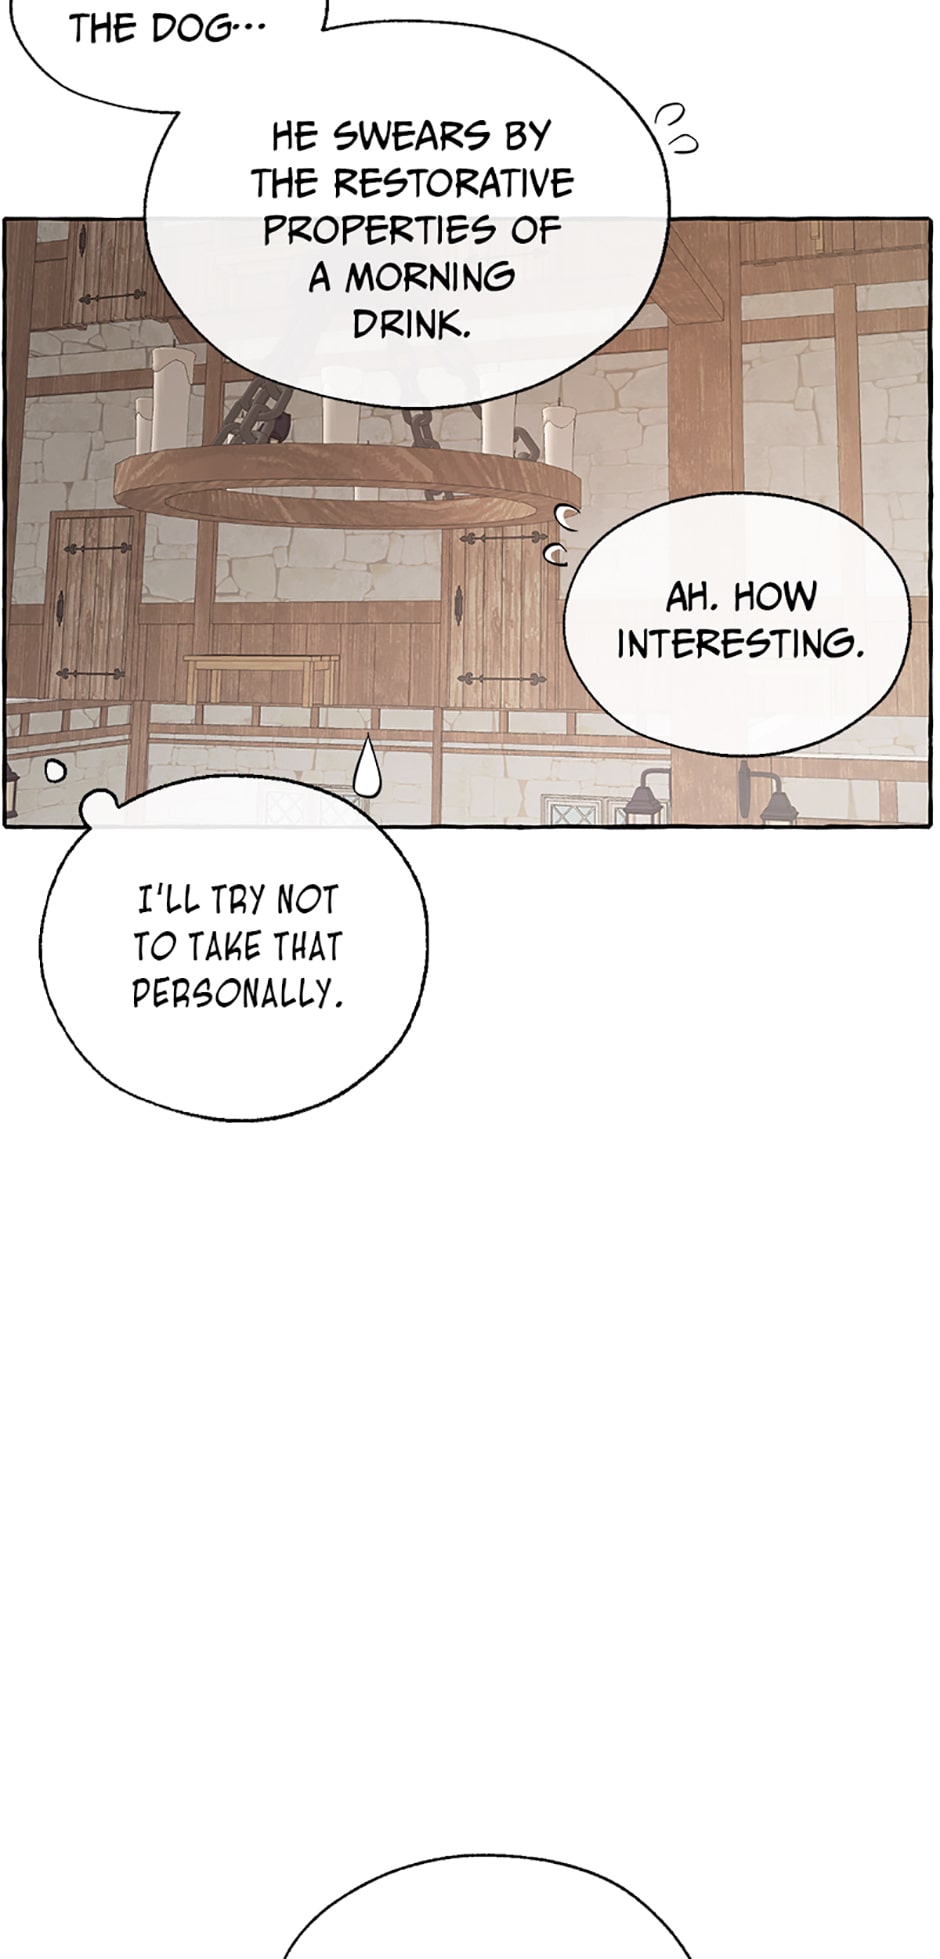 THE DOG...
HE SWEARS BY
THE RESTORATIVE
PROPERTIES OF
A MORNING
DRINK.
AH. HOW
INTERESTING.
I'LL TRY NOT
TO TAKE THAT
PERSONALLY.